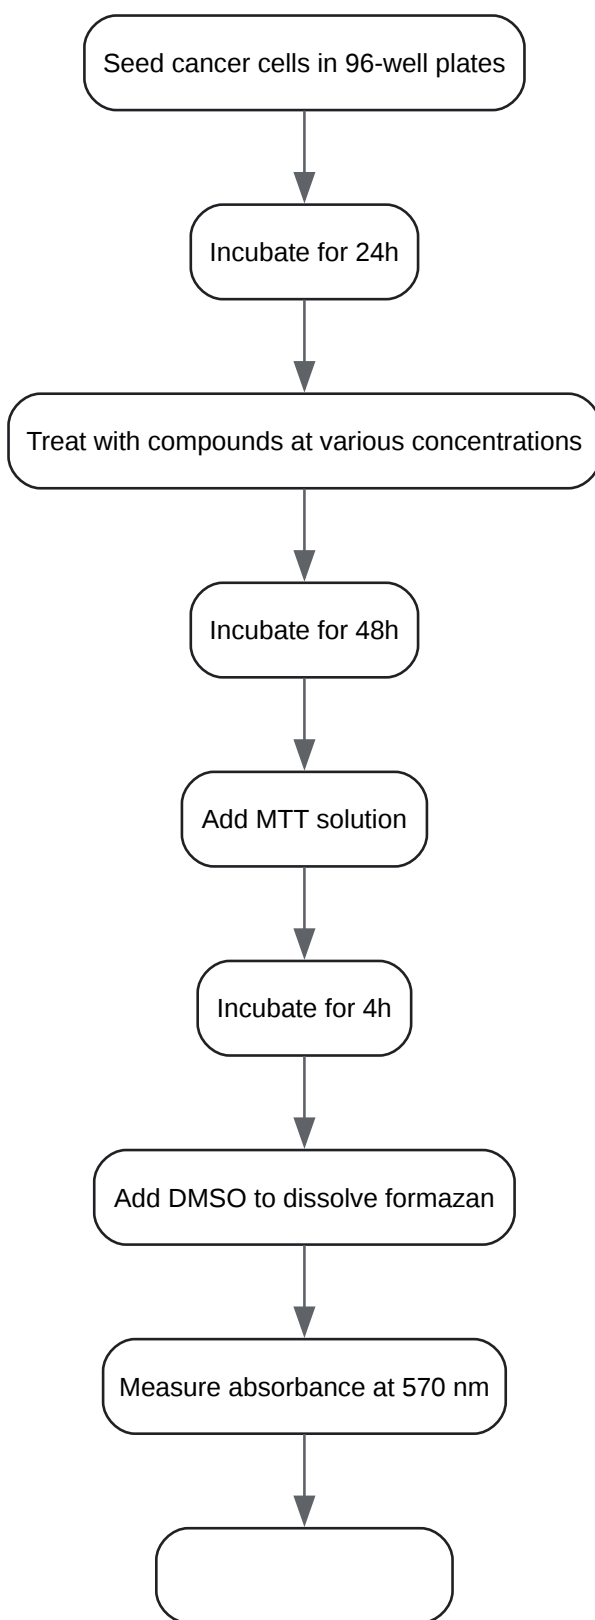 Seed cancer cells in 96-well plates
Incubate for 24h
Treat with compounds at various concentrations
Incubate for 48h
Add MTT solution
Incubate for 4h
Add DMSO to dissolve formazan
Measure absorbance at 570 nm